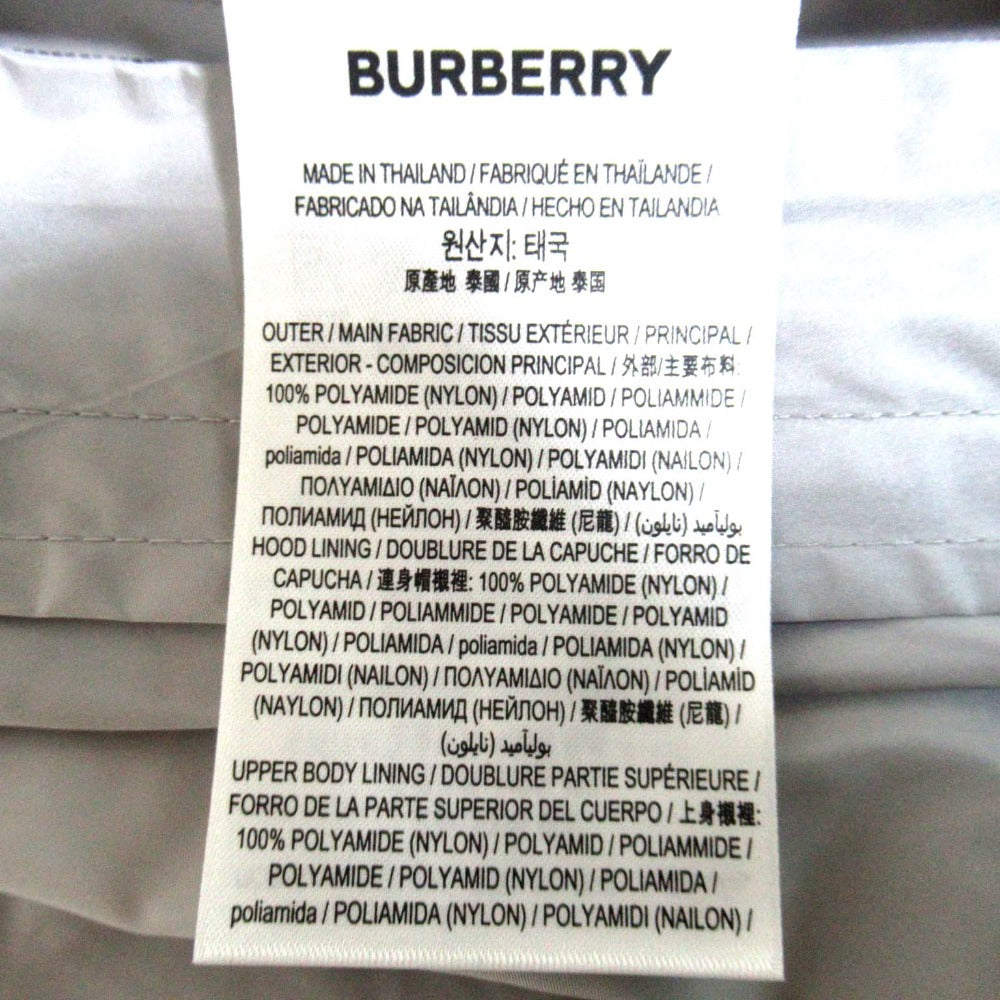 BURBERRY
MADE IN THAILAND / FABRIQUÉ EN THAÏLANDE /
FABRICADO NA TAILÂNDIA / HECHO EN TAILANDIA
원산지: 태국
原產地 泰國 / 原产地 泰国
OUTER / MAIN FABRIC / TISSU EXTÉRIEUR / PRINCIPAL /
EXTERIOR - COMPOSICION PRINCIPAL / 外部/主要布料:
100% POLYAMIDE (NYLON) / POLYAMID / POLIAMMIDE /
POLYAMIDE / POLYAMID (NYLON) / POLIAMIDA /
poliamida / POLIAMIDA (NYLON) / POLYAMIDI (NAILON) /
ΠΟΛΥΑΜΙΔΙΟ (ΝΑΪΛΟΝ) / POLİAMİD (NAYLON) /
ПОЛИАМИД (НЕЙЛОН) / 聚醯胺纖維 (尼龍) / بولياميد (نايلون)
HOOD LINING / DOUBLURE DE LA CAPUCHE / FORRO DE
CAPUCHA / 連身帽襯裡: 100% POLYAMIDE (NYLON) /
POLYAMID / POLIAMMIDE / POLYAMIDE / POLYAMID
(NYLON) / POLIAMIDA / poliamida / POLIAMIDA (NYLON) /
POLYAMIDI (NAILON) / ΠΟΛΥΑΜΙΔΙΟ (ΝΑΪΛΟΝ) / POLİAMİD
(NAYLON) / ПОЛИАМИД (НЕЙЛОН) / 聚醯胺纖維 (尼龍) /
بولياميد (نايلون)
UPPER BODY LINING / DOUBLURE PARTIE SUPÉRIEURE /
FORRO DE LA PARTE SUPERIOR DEL CUERPO / 上身襯裡:
100% POLYAMIDE (NYLON) / POLYAMID / POLIAMMIDE /
POLYAMIDE / POLYAMID (NYLON) / POLIAMIDA /
poliamida / POLIAMIDA (NYLON) / POLYAMIDI (NAILON) /